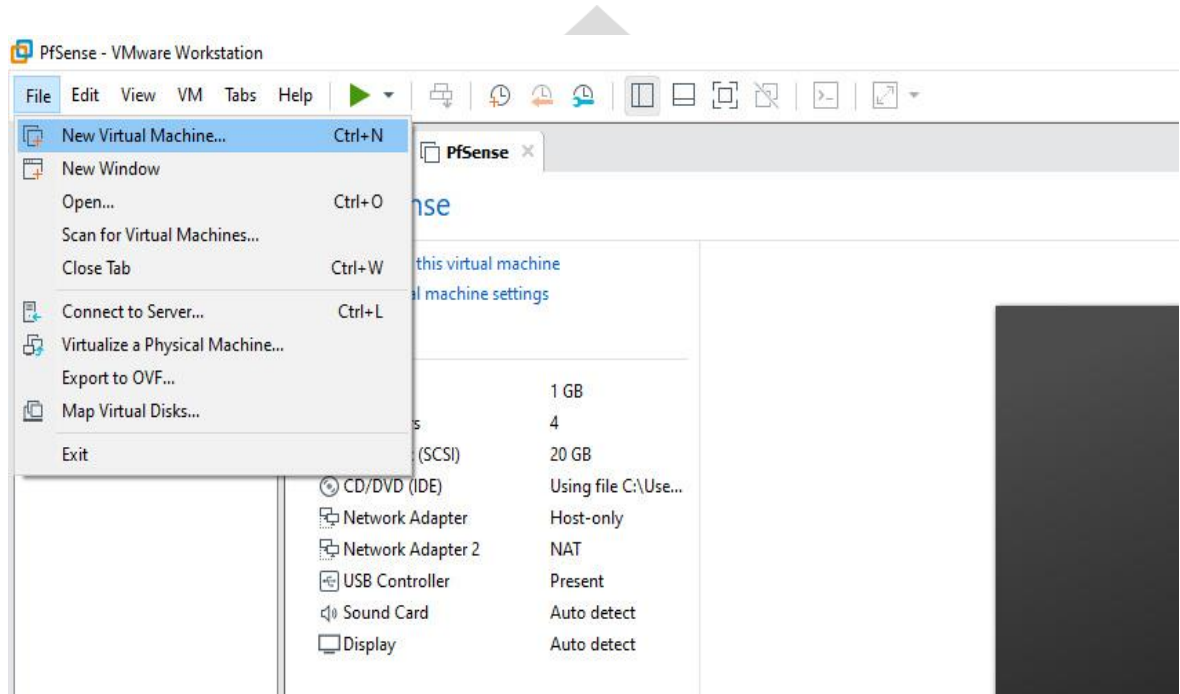 PfSense - VMware Workstation
File Edit View VM Tabs Help
New Virtual Machine... Ctrl+N
New Window
Open... Ctrl+O
Scan for Virtual Machines...
Close Tab Ctrl+W
Connect to Server... Ctrl+L
Virtualize a Physical Machine...
Export to OVF...
Map Virtual Disks...
Exit
PfSense
nse
this virtual machine
machine settings
1 GB
4
(SCSI) 20 GB
CD/DVD (IDE) Using file C:\Use...
Network Adapter Host-only
Network Adapter 2 NAT
USB Controller Present
Sound Card Auto detect
Display Auto detect